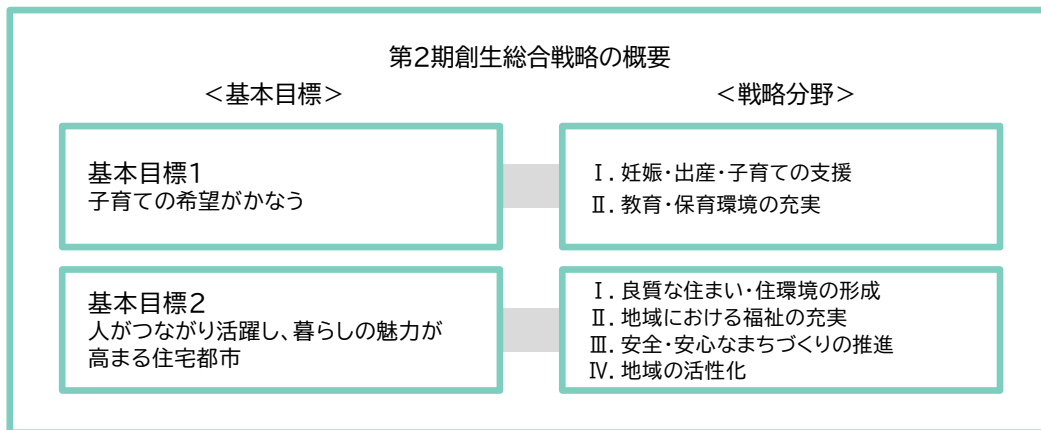 第2期創生総合戦略の概要
＜基本目標＞
＜戦略分野＞
基本目標1
子育ての希望がかなう
Ⅰ．妊娠・出産・子育ての支援
Ⅱ．教育・保育環境の充実
基本目標2
人がつながり活躍し、暮らしの魅力が
高まる住宅都市
Ⅰ．良質な住まい・住環境の形成
Ⅱ．地域における福祉の充実
Ⅲ．安全・安心なまちづくりの推進
Ⅳ．地域の活性化